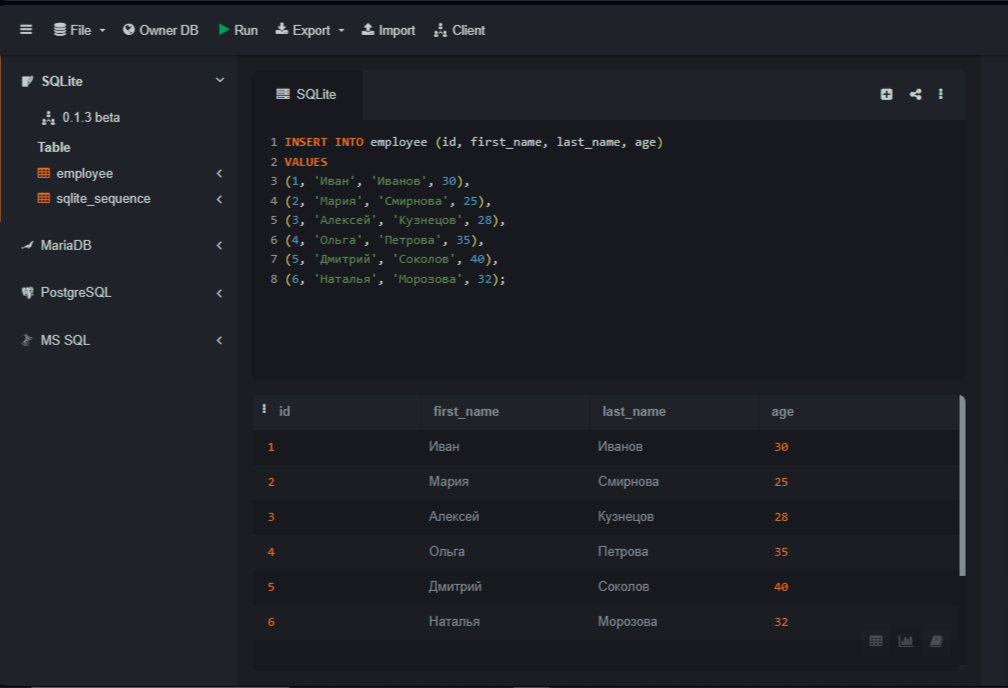 File Owner DB Run Export Import Client
SQLite
0.1.3 beta
Table
employee
sqlite_sequence
MariaDB
PostgreSQL
MS SQL
SQLite
1 INSERT INTO employee (id, first_name, last_name, age)
2 VALUES
3 (1, 'Иван', 'Иванов', 30),
4 (2, 'Мария', 'Смирнова', 25),
5 (3, 'Алексей', 'Кузнецов', 28),
6 (4, 'Ольга', 'Петрова', 35),
7 (5, 'Дмитрий', 'Соколов', 40),
8 (6, 'Наталья', 'Морозова', 32);
id first_name last_name age
1 Иван Иванов 30
2 Мария Смирнова 25
3 Алексей Кузнецов 28
4 Ольга Петрова 35
5 Дмитрий Соколов 40
6 Наталья Морозова 32